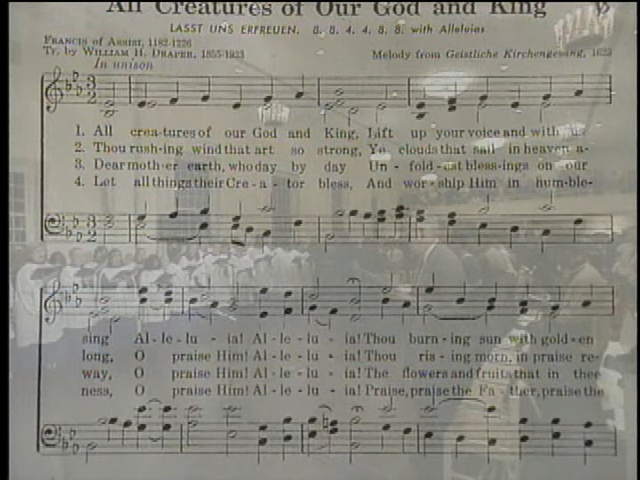 All Creatures of Our God and King
LASST UNS ERFREUEN. 8. 8. 4. 4. 8. 8. with Alleluias
FRANCIS OF ASSISI, 1182-1226
Tr. by WILLIAM H. DRAPER, 1855-1933
Melody from Geistliche Kirchengesang, 1623
In unison
1. All crea-tures of our God and King, Lift up your voice and with us
2. Thou rush-ing wind that art so strong, Ye clouds that sail in heaven a-
3. Dear moth-er earth, who day by day Un-fold-est bless-ings on our
4. Let all things their Cre-a-tor bless, And wor-ship Him in hum-ble-
sing Al-le-lu-ia! Al-le-lu-ia! Thou burn-ing sun with gold-en
long, O praise Him! Al-le-lu-ia! Thou ris-ing morn, in praise re-
way, O praise Him! Al-le-lu-ia! The flowers and fruits that in thee
ness, O praise Him! Al-le-lu-ia! Praise, praise the Fa-ther, praise the